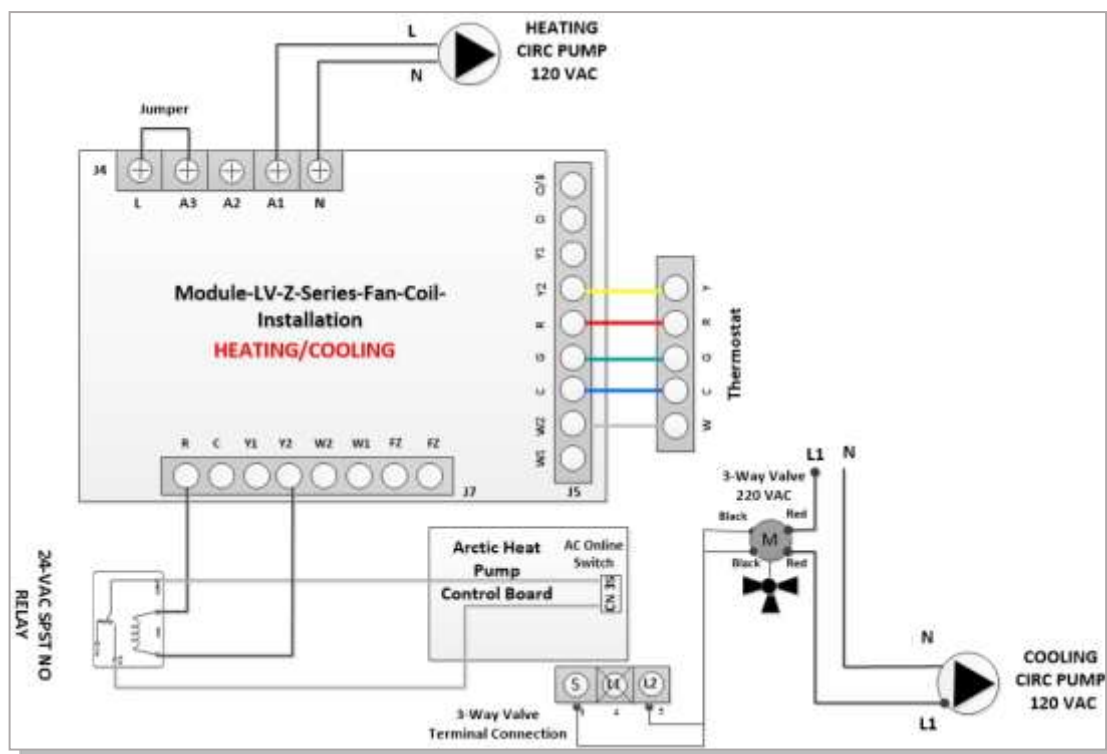 HEATING
CIRC PUMP
120 VAC
L
N
Jumper
J4
L A3 A2 A1 N
O/B
O
Y1
Y2
R
G
C
W2
W1
J5
Y
R
O
C
W
Thermostat
Module-LV-Z-Series-Fan-Coil-
Installation
HEATING/COOLING
R C Y1 Y2 W2 W1 FZ FZ
J7
24-VAC SPST NO
RELAY
Arctic Heat
Pump
Control Board
AC Online
Switch
CN 3S
L1 N
3-Way Valve
220 VAC
Black Red
M
Black Red
S L1 L2
4
3-Way Valve
Terminal Connection
N
L1
COOLING
CIRC PUMP
120 VAC